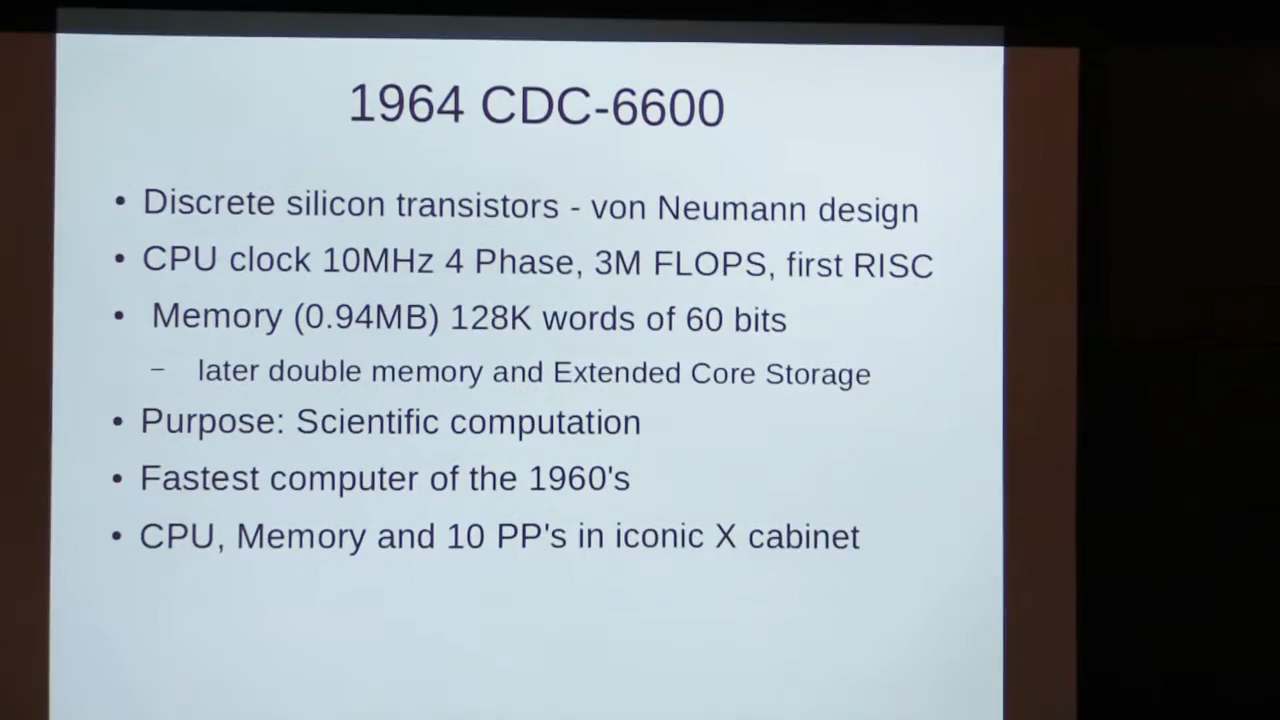 1964 CDC-6600
• Discrete silicon transistors - von Neumann design
• CPU clock 10MHz 4 Phase, 3M FLOPS, first RISC
• Memory (0.94MB) 128K words of 60 bits
– later double memory and Extended Core Storage
• Purpose: Scientific computation
• Fastest computer of the 1960's
• CPU, Memory and 10 PP's in iconic X cabinet